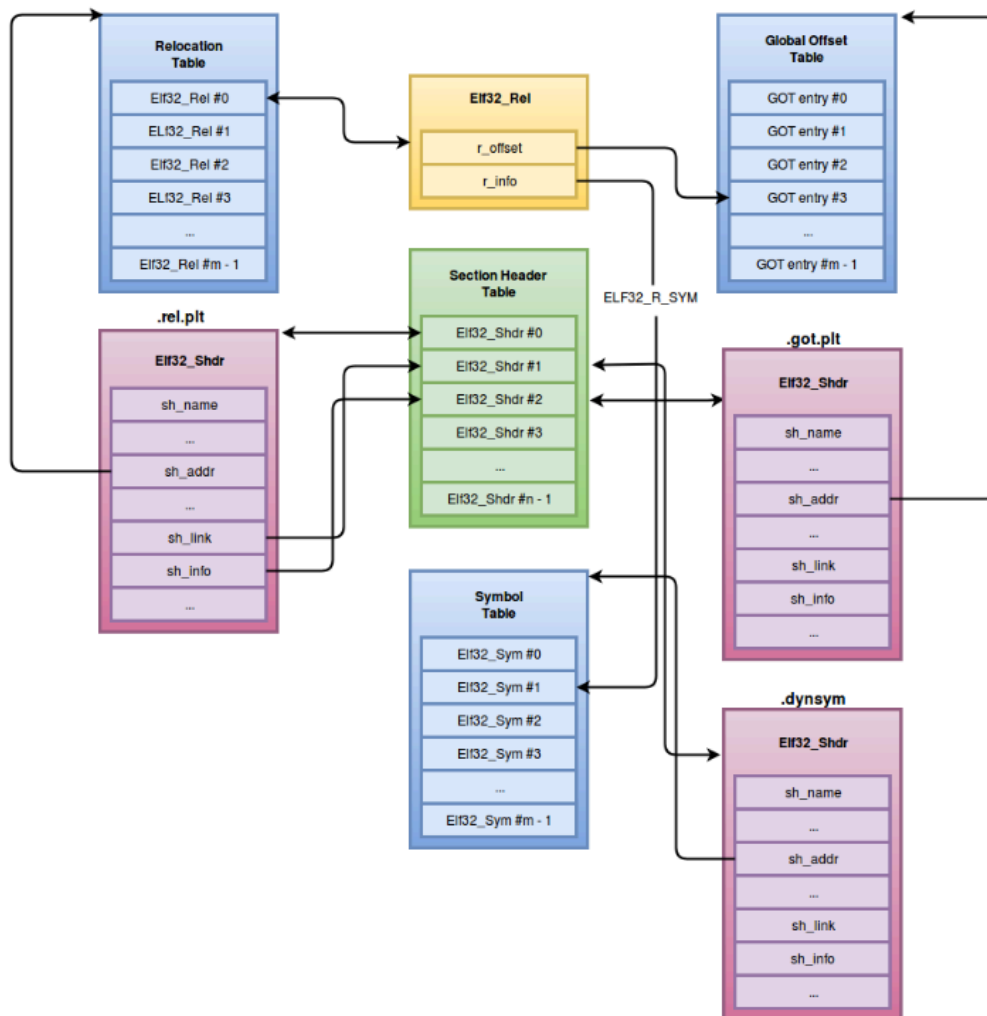 Relocation
Table
Elf32_Rel #0
ELf32_Rel #1
Elf32_Rel #2
ELf32_Rel #3
...
Elf32_Rel #m - 1
Elf32_Rel
r_offset
r_info
Global Offset
Table
GOT entry #0
GOT entry #1
GOT entry #2
GOT entry #3
...
GOT entry #m - 1
Section Header
Table
Elf32_Shdr #0
Elf32_Shdr #1
Elf32_Shdr #2
Elf32_Shdr #3
...
Elf32_Shdr #n - 1
ELF32_R_SYM
.rel.plt
Elf32_Shdr
sh_name
...
sh_addr
...
sh_link
sh_info
...
.got.plt
Elf32_Shdr
sh_name
...
sh_addr
...
sh_link
sh_info
...
Symbol
Table
Elf32_Sym #0
Elf32_Sym #1
Elf32_Sym #2
Elf32_Sym #3
...
Elf32_Sym #m - 1
.dynsym
Elf32_Shdr
sh_name
...
sh_addr
...
sh_link
sh_info
...